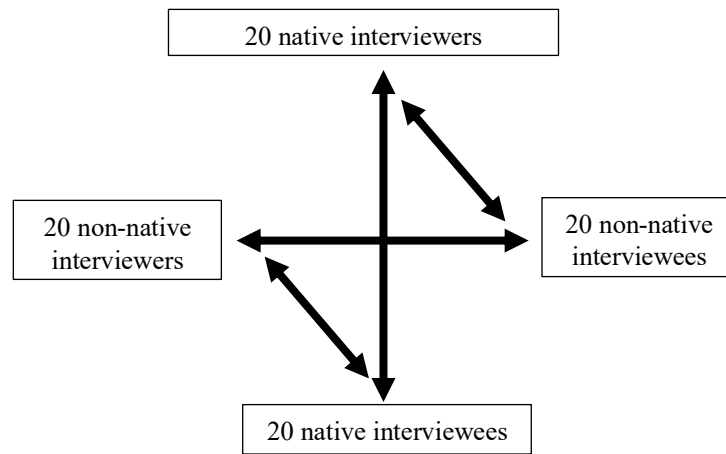 20 native interviewers
20 non-native
interviewers
20 non-native
interviewees
20 native interviewees